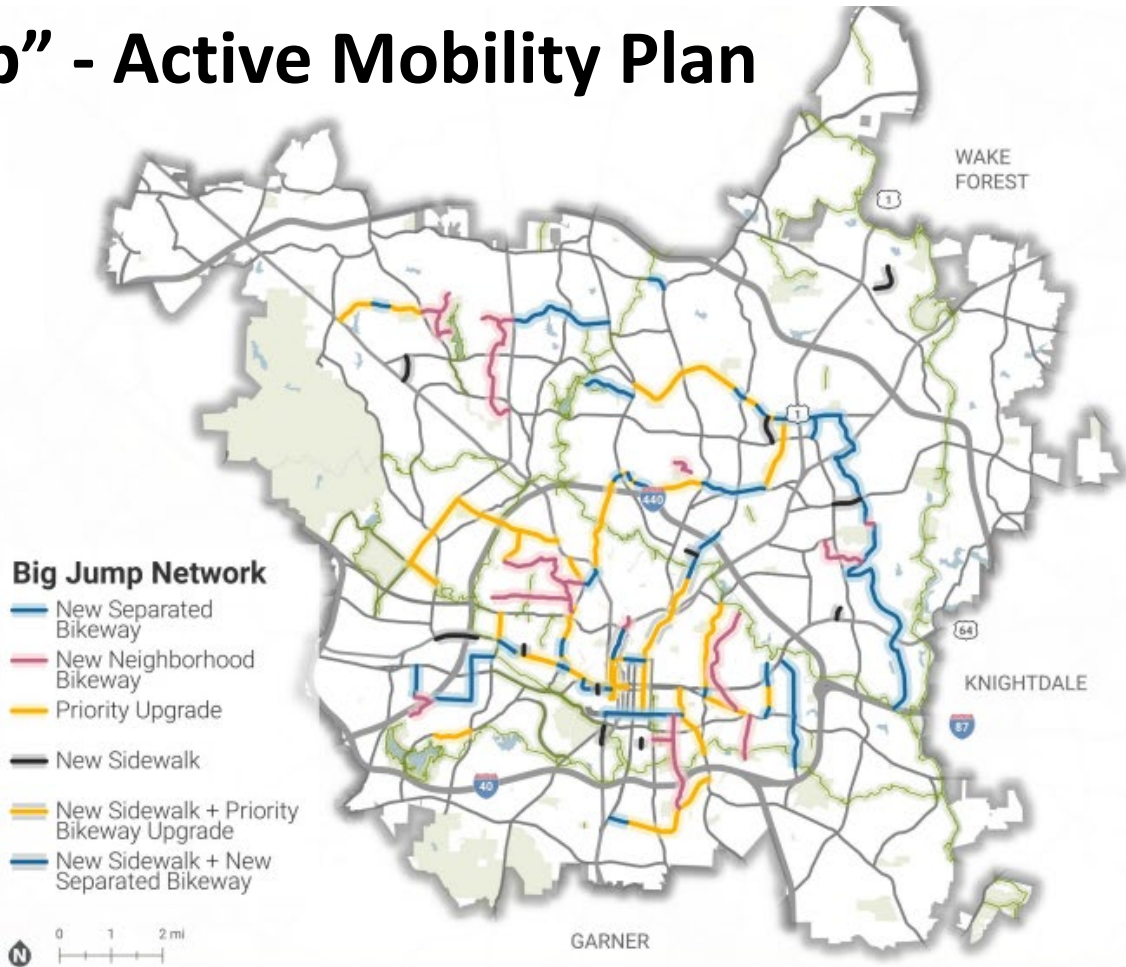 p” - Active Mobility Plan
WAKE
FOREST
1
1
440
Big Jump Network
New Separated
Bikeway
New Neighborhood
Bikeway
Priority Upgrade
New Sidewalk
New Sidewalk + Priority
Bikeway Upgrade
New Sidewalk + New
Separated Bikeway
64
KNIGHTDALE
87
40
0 1 2 mi
N
GARNER